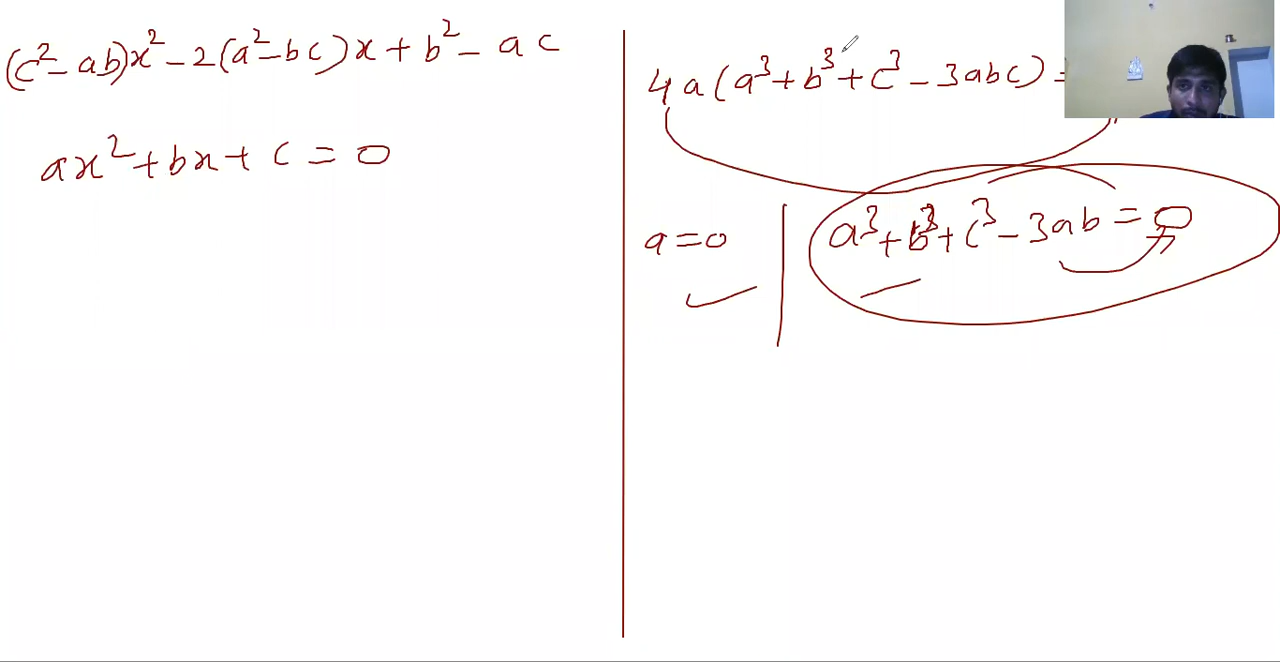 (c²-ab)x²-2(a²-bc)x+b²-ac
ax²+bx+c=0
4a(a³+b³+c³-3abc)=
a=0
a³+b³+c³-3ab=0